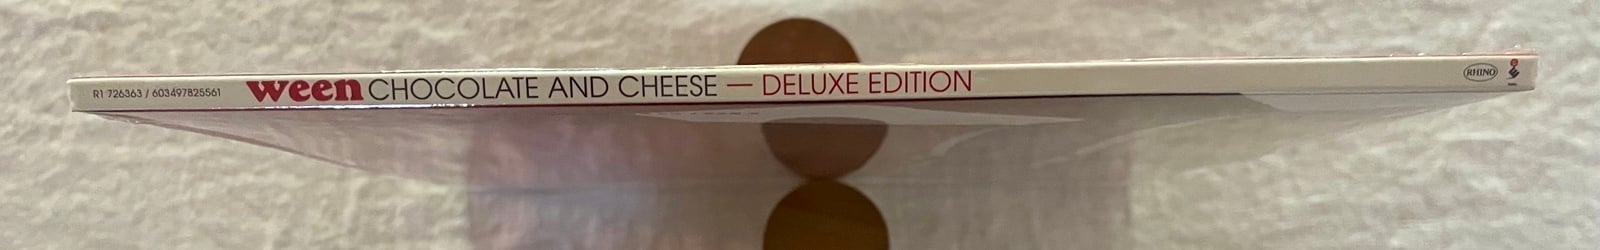 R1 726363 / 603497825561 ween CHOCOLATE AND CHEESE — DELUXE EDITION RHINO